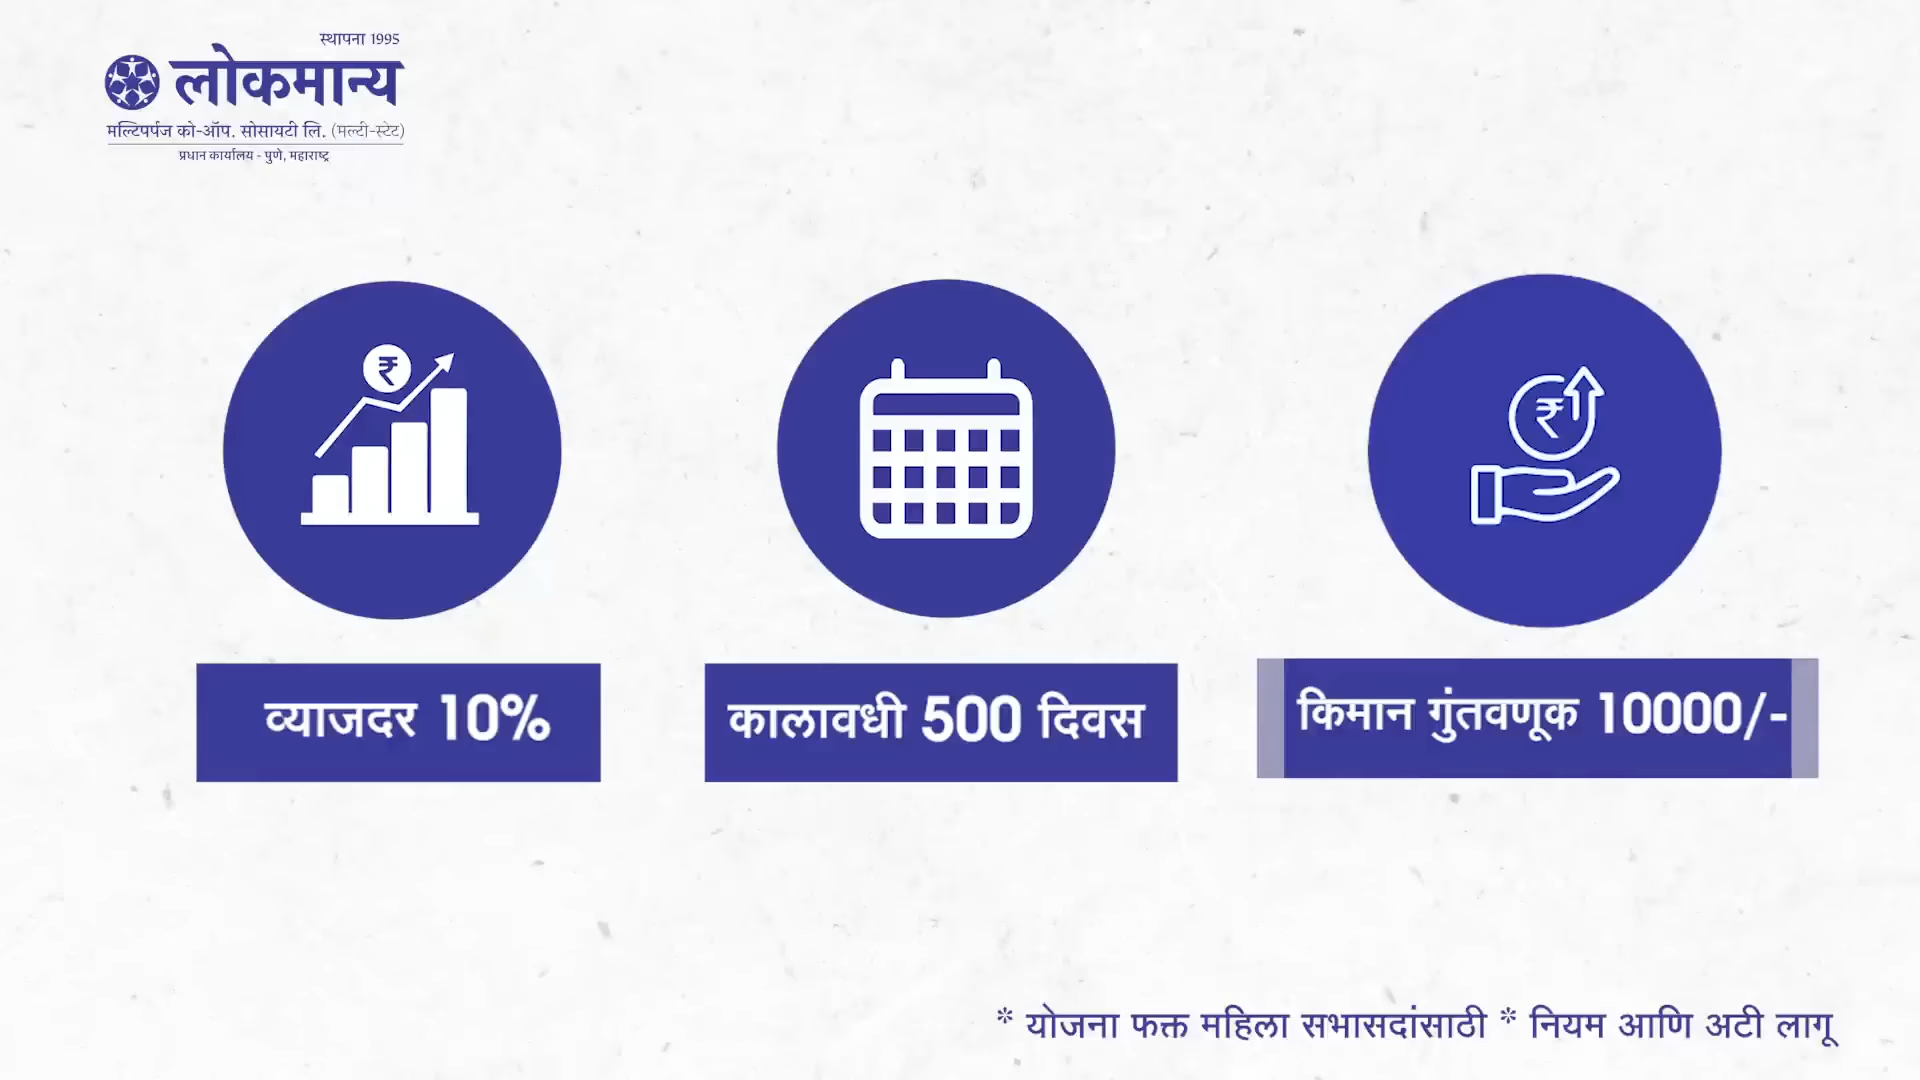 स्थापना 1995
लोकमान्य
मल्टिपर्पज को-ऑप. सोसायटी लि. (मल्टी-स्टेट)
प्रधान कार्यालय - पुणे, महाराष्ट्र
₹
₹
व्याजदर 10%
कालावधी 500 दिवस
किमान गुंतवणूक 10000/-
* योजना फक्त महिला सभासदांसाठी * नियम आणि अटी लागू